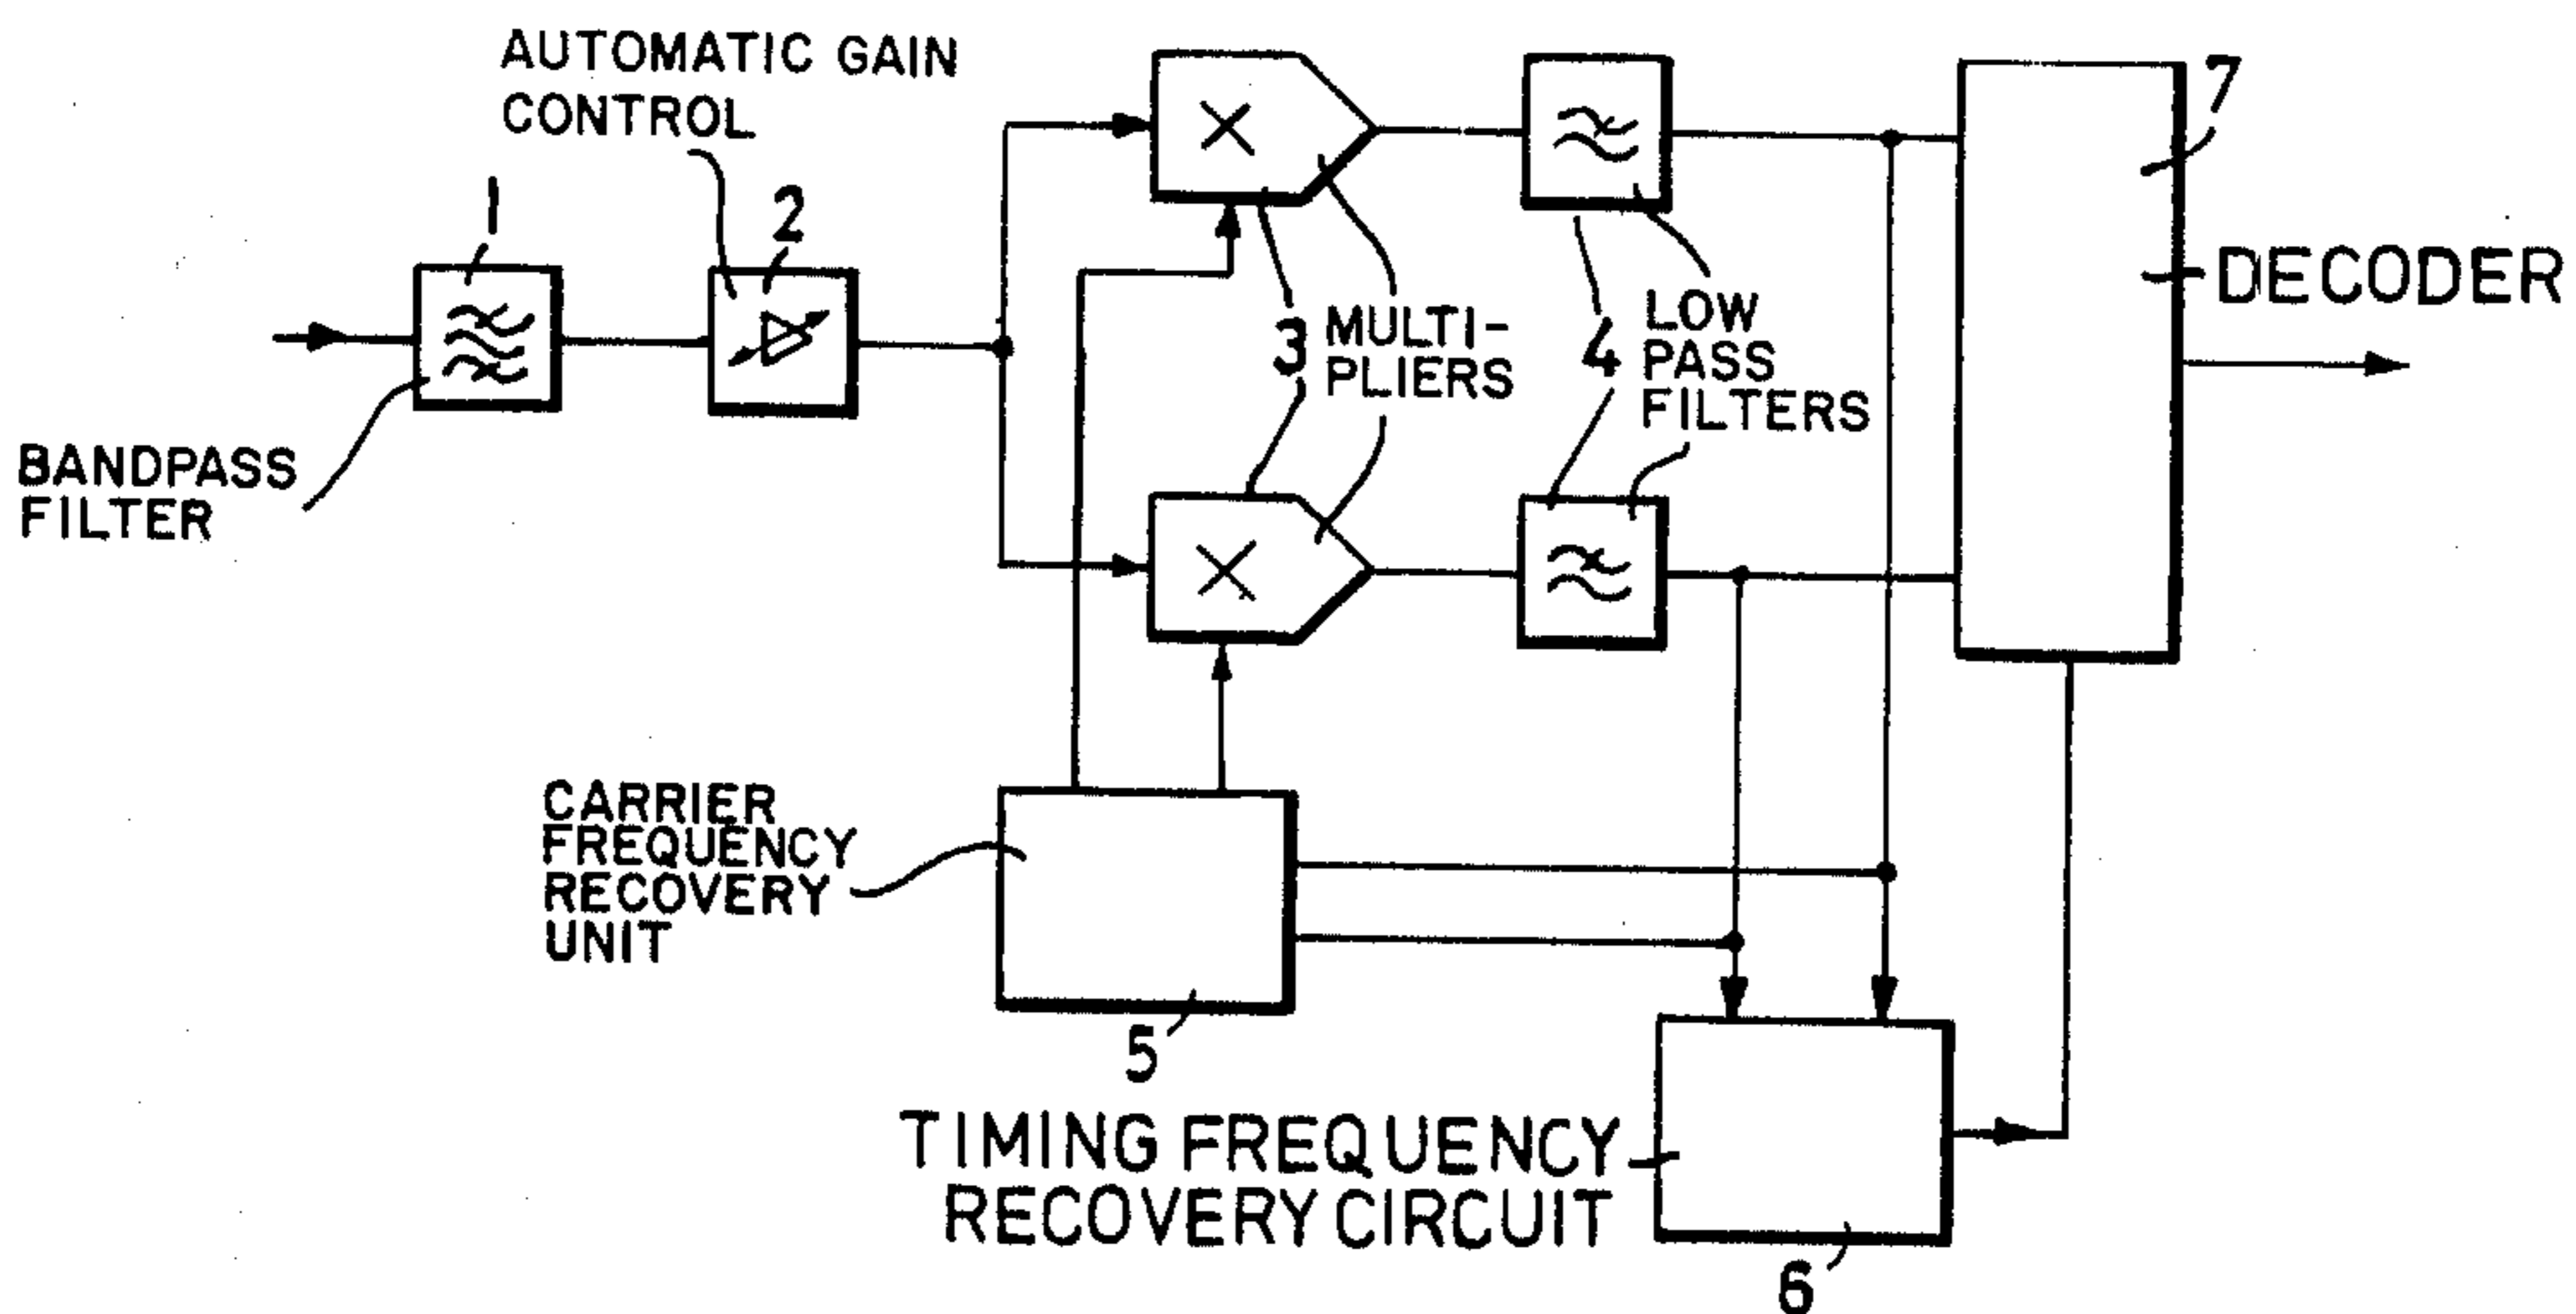 AUTOMATIC GAIN
CONTROL
1
2
BANDPASS
FILTER
3
MULTI-
PLIERS
4
LOW
PASS
FILTERS
7
DECODER
CARRIER
FREQUENCY
RECOVERY
UNIT
5
TIMING FREQUENCY
RECOVERY CIRCUIT
6